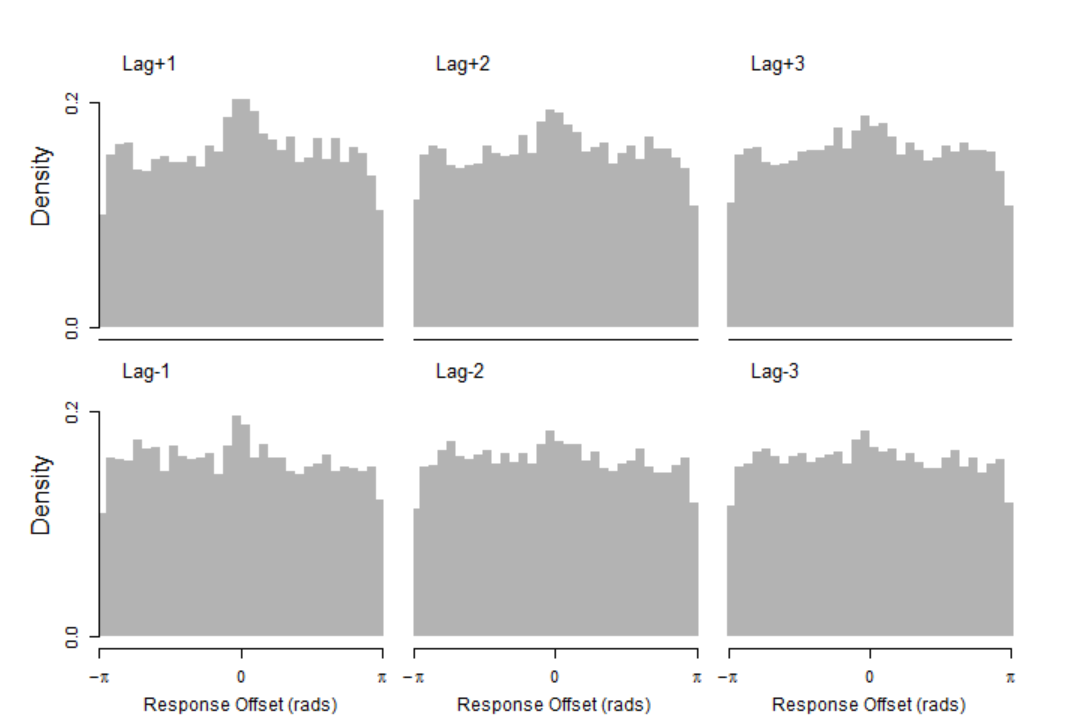 Lag+1 Lag+2 Lag+3
0.2
Density
0.0
Lag-1 Lag-2 Lag-3
0.2
Density
0.0
−π 0 π −π 0 π −π 0 π
Response Offset (rads) Response Offset (rads) Response Offset (rads)